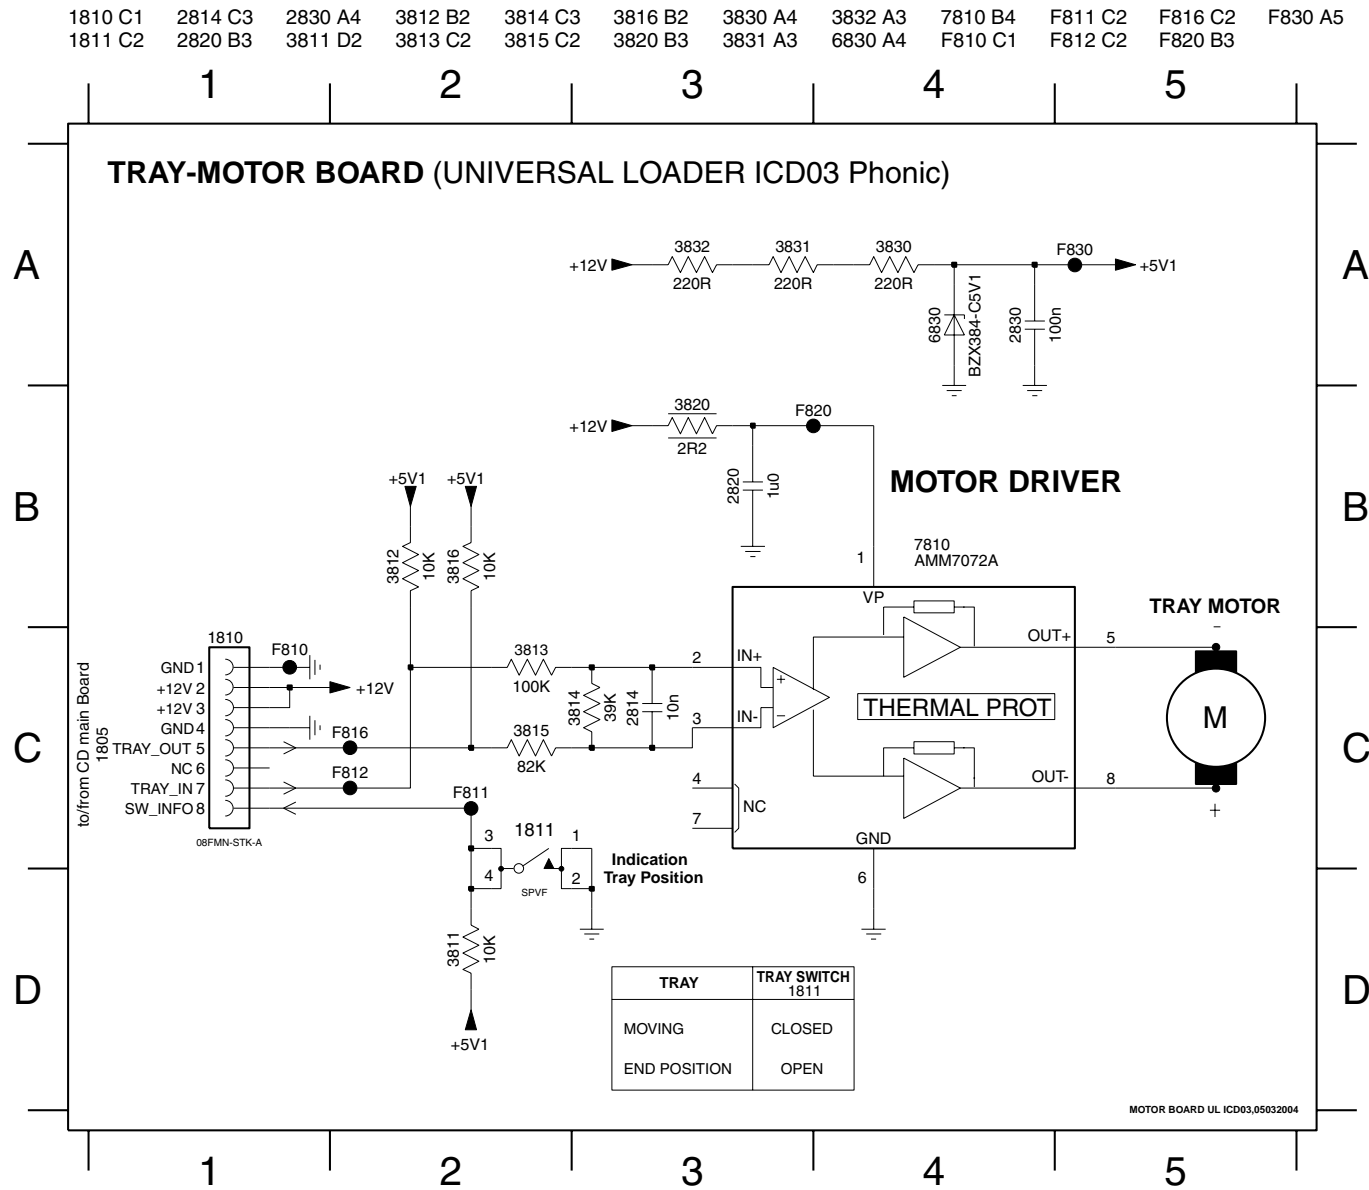 1810 C1 2814 C3 2830 A4 3812 B2 3814 C3 3816 B2 3830 A4 3832 A3 7810 B4 F811 C2 F816 C2 F830 A5
1811 C2 2820 B3 3811 D2 3813 C2 3815 C2 3820 B3 3831 A3 6830 A4 F810 C1 F812 C2 F820 B3
1 2 3 4 5
TRAY-MOTOR BOARD (UNIVERSAL LOADER ICD03 Phonic)
A A
3832 3831 3830 F830
+12V +5V1
220R 220R 220R
6830
BZX384-C5V1
2830
100n
3820 F820
+12V
2R2
2820
1u0
MOTOR DRIVER
B B
+5V1 +5V1
3812
10K
3816
10K
7810
AMM7072A
1
VP
TRAY MOTOR
-
OUT+ 5
1810
to/from CD main Board
1805
GND 1
F810
+12V 2
+12V
+12V 3
GND 4
F816
TRAY_OUT 5
NC 6
F812
TRAY_IN 7
SW_INFO 8
08FMN-STK-A
3813
100K
3814
39K
2814
10n
3815
82K
2 IN+
+
3 IN-
−
THERMAL PROT
M
C C
4
NC
7
OUT- 8
+
GND
6
F811
3 1811 1
4 2
SPVF
Indication
Tray Position
3811
10K
+5V1
D D
TRAY TRAY SWITCH
1811
MOVING CLOSED
END POSITION OPEN
MOTOR BOARD UL ICD03,05032004
1 2 3 4 5